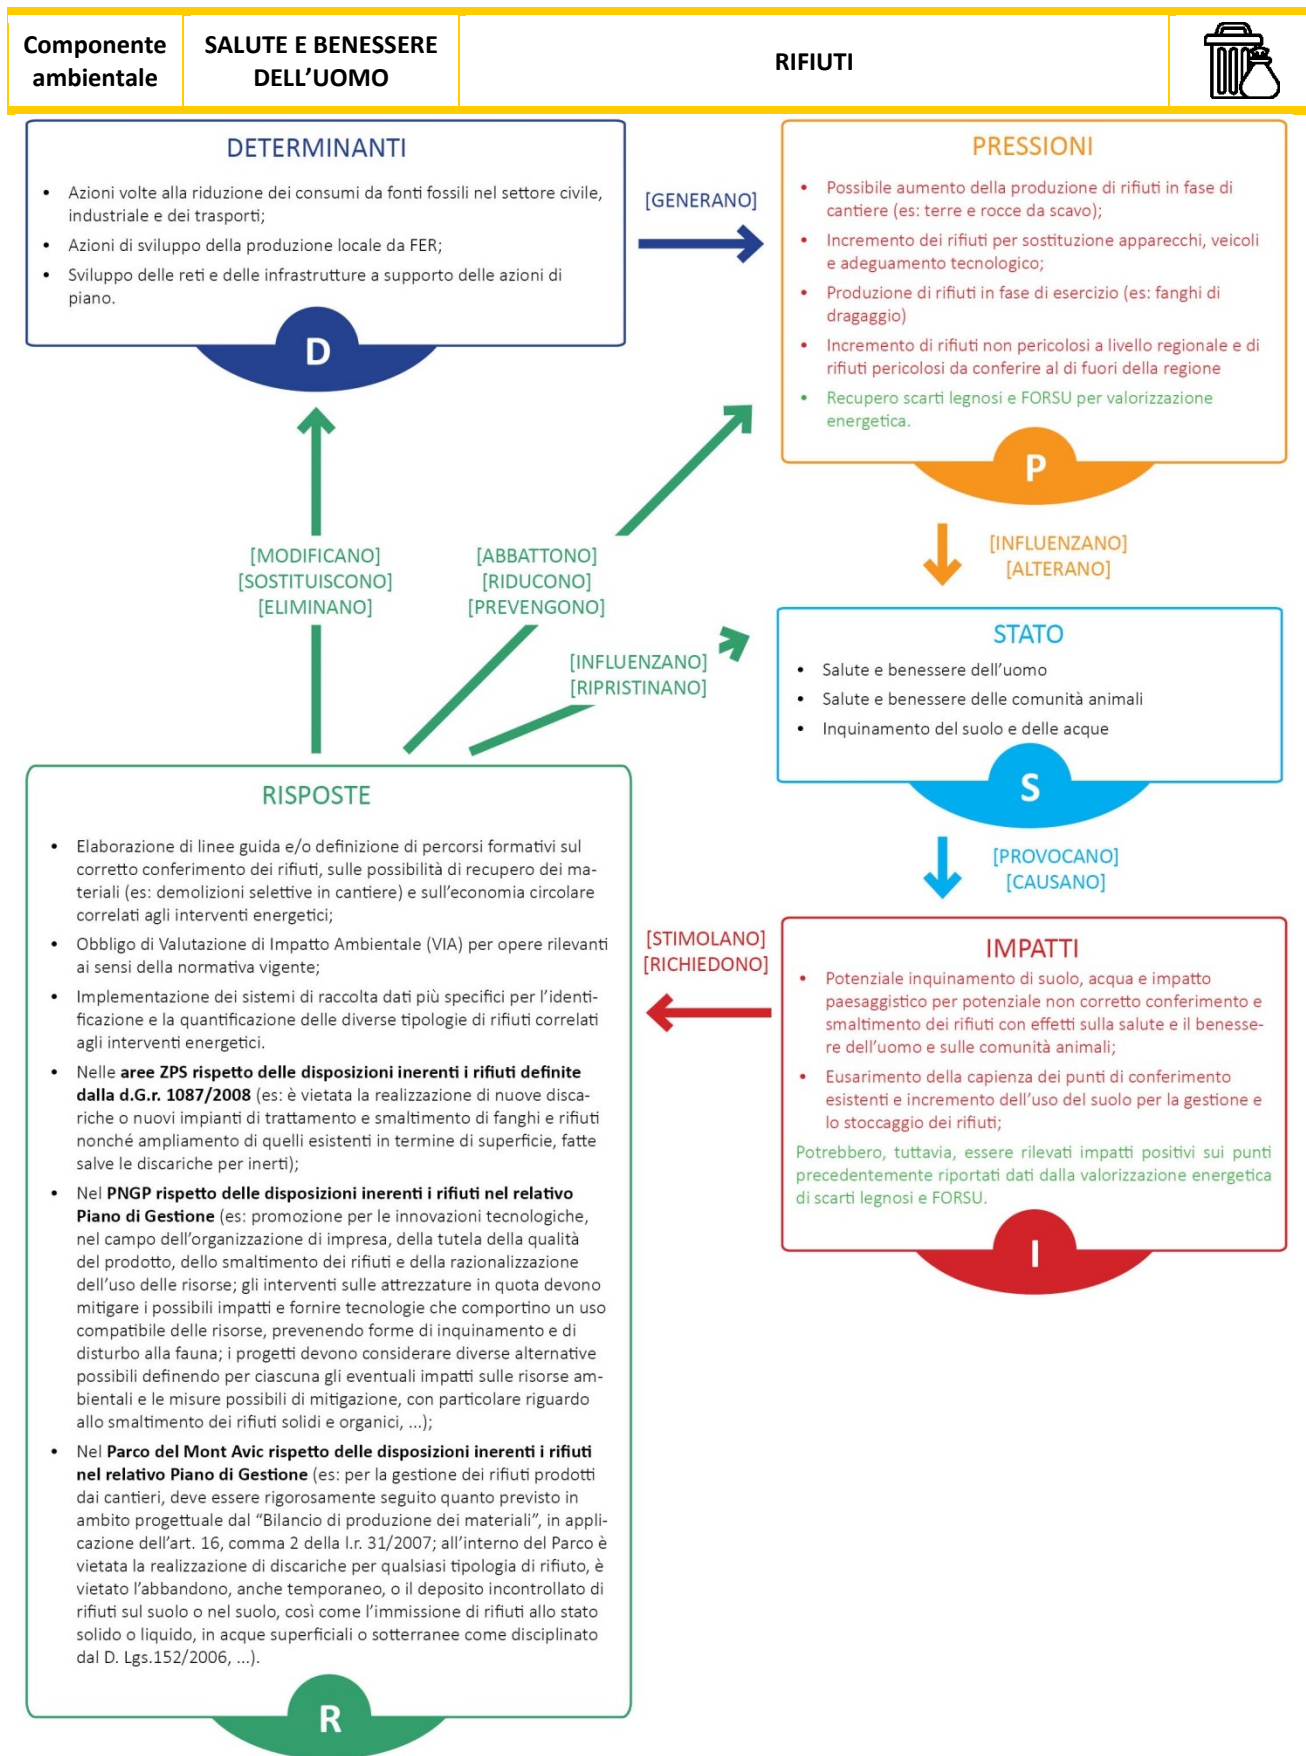 Componente
ambientale
SALUTE E BENESSERE
DELL'UOMO
RIFIUTI
DETERMINANTI
• Azioni volte alla riduzione dei consumi da fonti fossili nel settore civile,
industriale e dei trasporti;
• Azioni di sviluppo della produzione locale da FER;
• Sviluppo delle reti e delle infrastrutture a supporto delle azioni di
piano.
D
[GENERANO]
PRESSIONI
• Possibile aumento della produzione di rifiuti in fase di
cantiere (es: terre e rocce da scavo);
• Incremento dei rifiuti per sostituzione apparecchi, veicoli
e adeguamento tecnologico;
• Produzione di rifiuti in fase di esercizio (es: fanghi di
dragaggio)
• Incremento di rifiuti non pericolosi a livello regionale e di
rifiuti pericolosi da conferire al di fuori della regione
• Recupero scarti legnosi e FORSU per valorizzazione
energetica.
P
[MODIFICANO]
[SOSTITUISCONO]
[ELIMINANO]
[ABBATTONO]
[RIDUCONO]
[PREVENGONO]
[INFLUENZANO]
[ALTERANO]
[INFLUENZANO]
[RIPRISTINANO]
STATO
• Salute e benessere dell'uomo
• Salute e benessere delle comunità animali
• Inquinamento del suolo e delle acque
S
[PROVOCANO]
[CAUSANO]
IMPATTI
• Potenziale inquinamento di suolo, acqua e impatto
paesaggistico per potenziale non corretto conferimento e
smaltimento dei rifiuti con effetti sulla salute e il benesse-
re dell'uomo e sulle comunità animali;
• Eusarimento della capienza dei punti di conferimento
esistenti e incremento dell'uso del suolo per la gestione e
lo stoccaggio dei rifiuti;
Potrebbero, tuttavia, essere rilevati impatti positivi sui punti
precedentemente riportati dati dalla valorizzazione energetica
di scarti legnosi e FORSU.
I
[STIMOLANO]
[RICHIEDONO]
RISPOSTE
• Elaborazione di linee guida e/o definizione di percorsi formativi sul
corretto conferimento dei rifiuti, sulle possibilità di recupero dei ma-
teriali (es: demolizioni selettive in cantiere) e sull'economia circolare
correlati agli interventi energetici;
• Obbligo di Valutazione di Impatto Ambientale (VIA) per opere rilevanti
ai sensi della normativa vigente;
• Implementazione dei sistemi di raccolta dati più specifici per l'identi-
ficazione e la quantificazione delle diverse tipologie di rifiuti correlati
agli interventi energetici.
• Nelle aree ZPS rispetto delle disposizioni inerenti i rifiuti definite
dalla d.G.r. 1087/2008 (es: è vietata la realizzazione di nuove disca-
riche o nuovi impianti di trattamento e smaltimento di fanghi e rifiuti
nonché ampliamento di quelli esistenti in termine di superficie, fatte
salve le discariche per inerti);
• Nel PNGP rispetto delle disposizioni inerenti i rifiuti nel relativo
Piano di Gestione (es: promozione per le innovazioni tecnologiche,
nel campo dell'organizzazione di impresa, della tutela della qualità
del prodotto, dello smaltimento dei rifiuti e della razionalizzazione
dell'uso delle risorse; gli interventi sulle attrezzature in quota devono
mitigare i possibili impatti e fornire tecnologie che comportino un uso
compatibile delle risorse, prevenendo forme di inquinamento e di
disturbo alla fauna; i progetti devono considerare diverse alternative
possibili definendo per ciascuna gli eventuali impatti sulle risorse am-
bientali e le misure possibili di mitigazione, con particolare riguardo
allo smaltimento dei rifiuti solidi e organici, ...);
• Nel Parco del Mont Avic rispetto delle disposizioni inerenti i rifiuti
nel relativo Piano di Gestione (es: per la gestione dei rifiuti prodotti
dai cantieri, deve essere rigorosamente seguito quanto previsto in
ambito progettuale dal "Bilancio di produzione dei materiali", in appli-
cazione dell'art. 16, comma 2 della l.r. 31/2007; all'interno del Parco è
vietata la realizzazione di discariche per qualsiasi tipologia di rifiuto, è
vietato l'abbandono, anche temporaneo, o il deposito incontrollato di
rifiuti sul suolo o nel suolo, così come l'immissione di rifiuti allo stato
solido o liquido, in acque superficiali o sotterranee come disciplinato
dal D. Lgs.152/2006, ...).
R